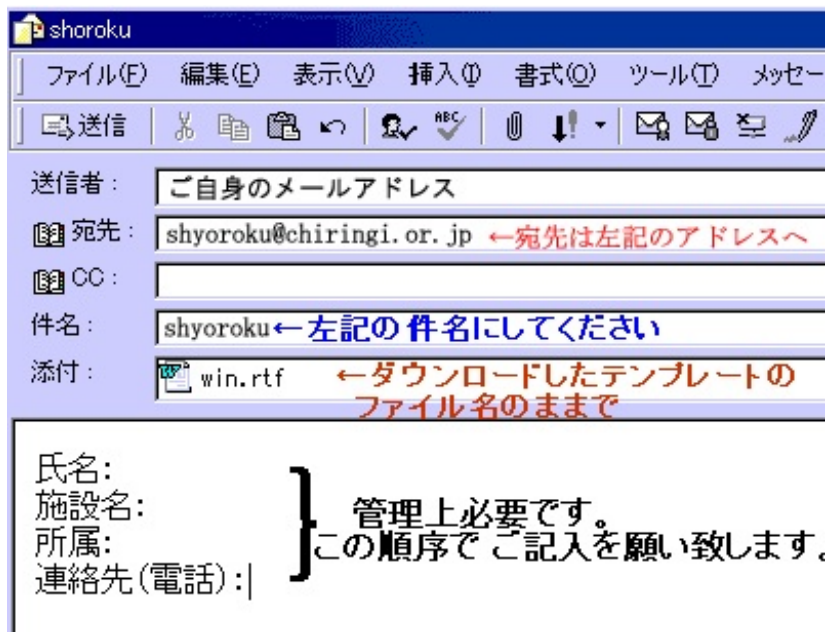 shoroku
ファイル(F) 編集(E) 表示(V) 挿入(I) 書式(O) ツール(T) メッセー
送信 ABC
送信者: ご自身のメールアドレス
宛先: shyoroku@chiringi.or.jp ←宛先は左記のアドレスへ
CC:
件名: shyoroku←左記の件名にしてください
添付: win.rtf ←ダウンロードしたテンプレートの
ファイル名のままで
氏名:
施設名: 管理上必要です。
所属: この順序でご記入を願い致します。
連絡先(電話):